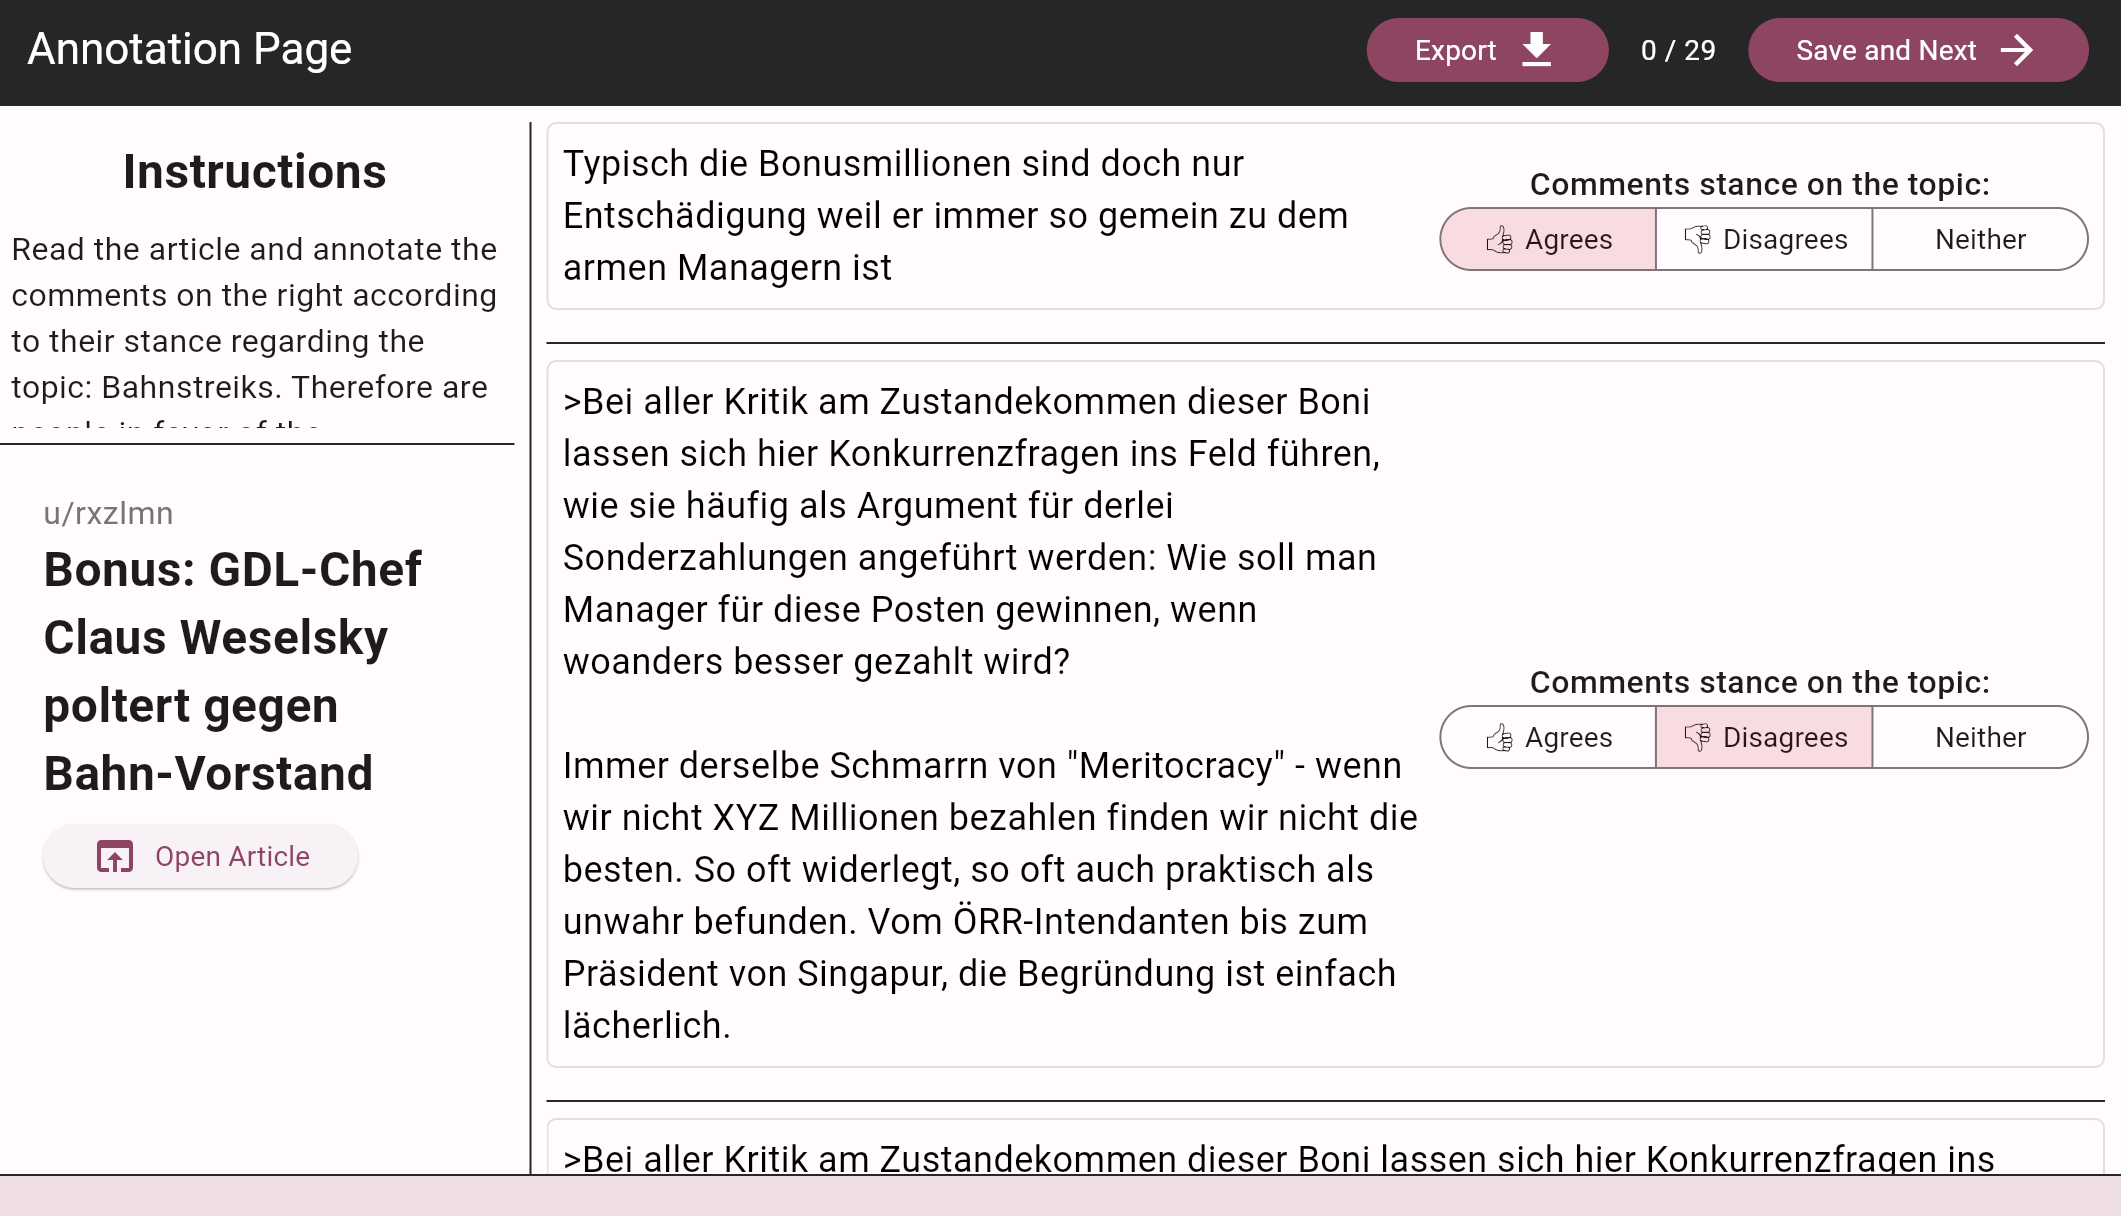 Annotation Page
Export
0 / 29
Save and Next
Instructions
Read the article and annotate the
comments on the right according
to their stance regarding the
topic: Bahnstreiks. Therefore are
people in favor of the
u/rxzlmn
Bonus: GDL-Chef
Claus Weselsky
poltert gegen
Bahn-Vorstand
Open Article
Typisch die Bonusmillionen sind doch nur
Entschädigung weil er immer so gemein zu dem
armen Managern ist
Comments stance on the topic:
Agrees
Disagrees
Neither
>Bei aller Kritik am Zustandekommen dieser Boni
lassen sich hier Konkurrenzfragen ins Feld führen,
wie sie häufig als Argument für derlei
Sonderzahlungen angeführt werden: Wie soll man
Manager für diese Posten gewinnen, wenn
woanders besser gezahlt wird?
Immer derselbe Schmarrn von "Meritocracy" - wenn
wir nicht XYZ Millionen bezahlen finden wir nicht die
besten. So oft widerlegt, so oft auch praktisch als
unwahr befunden. Vom ÖRR-Intendanten bis zum
Präsident von Singapur, die Begründung ist einfach
lächerlich.
Comments stance on the topic:
Agrees
Disagrees
Neither
>Bei aller Kritik am Zustandekommen dieser Boni lassen sich hier Konkurrenzfragen ins